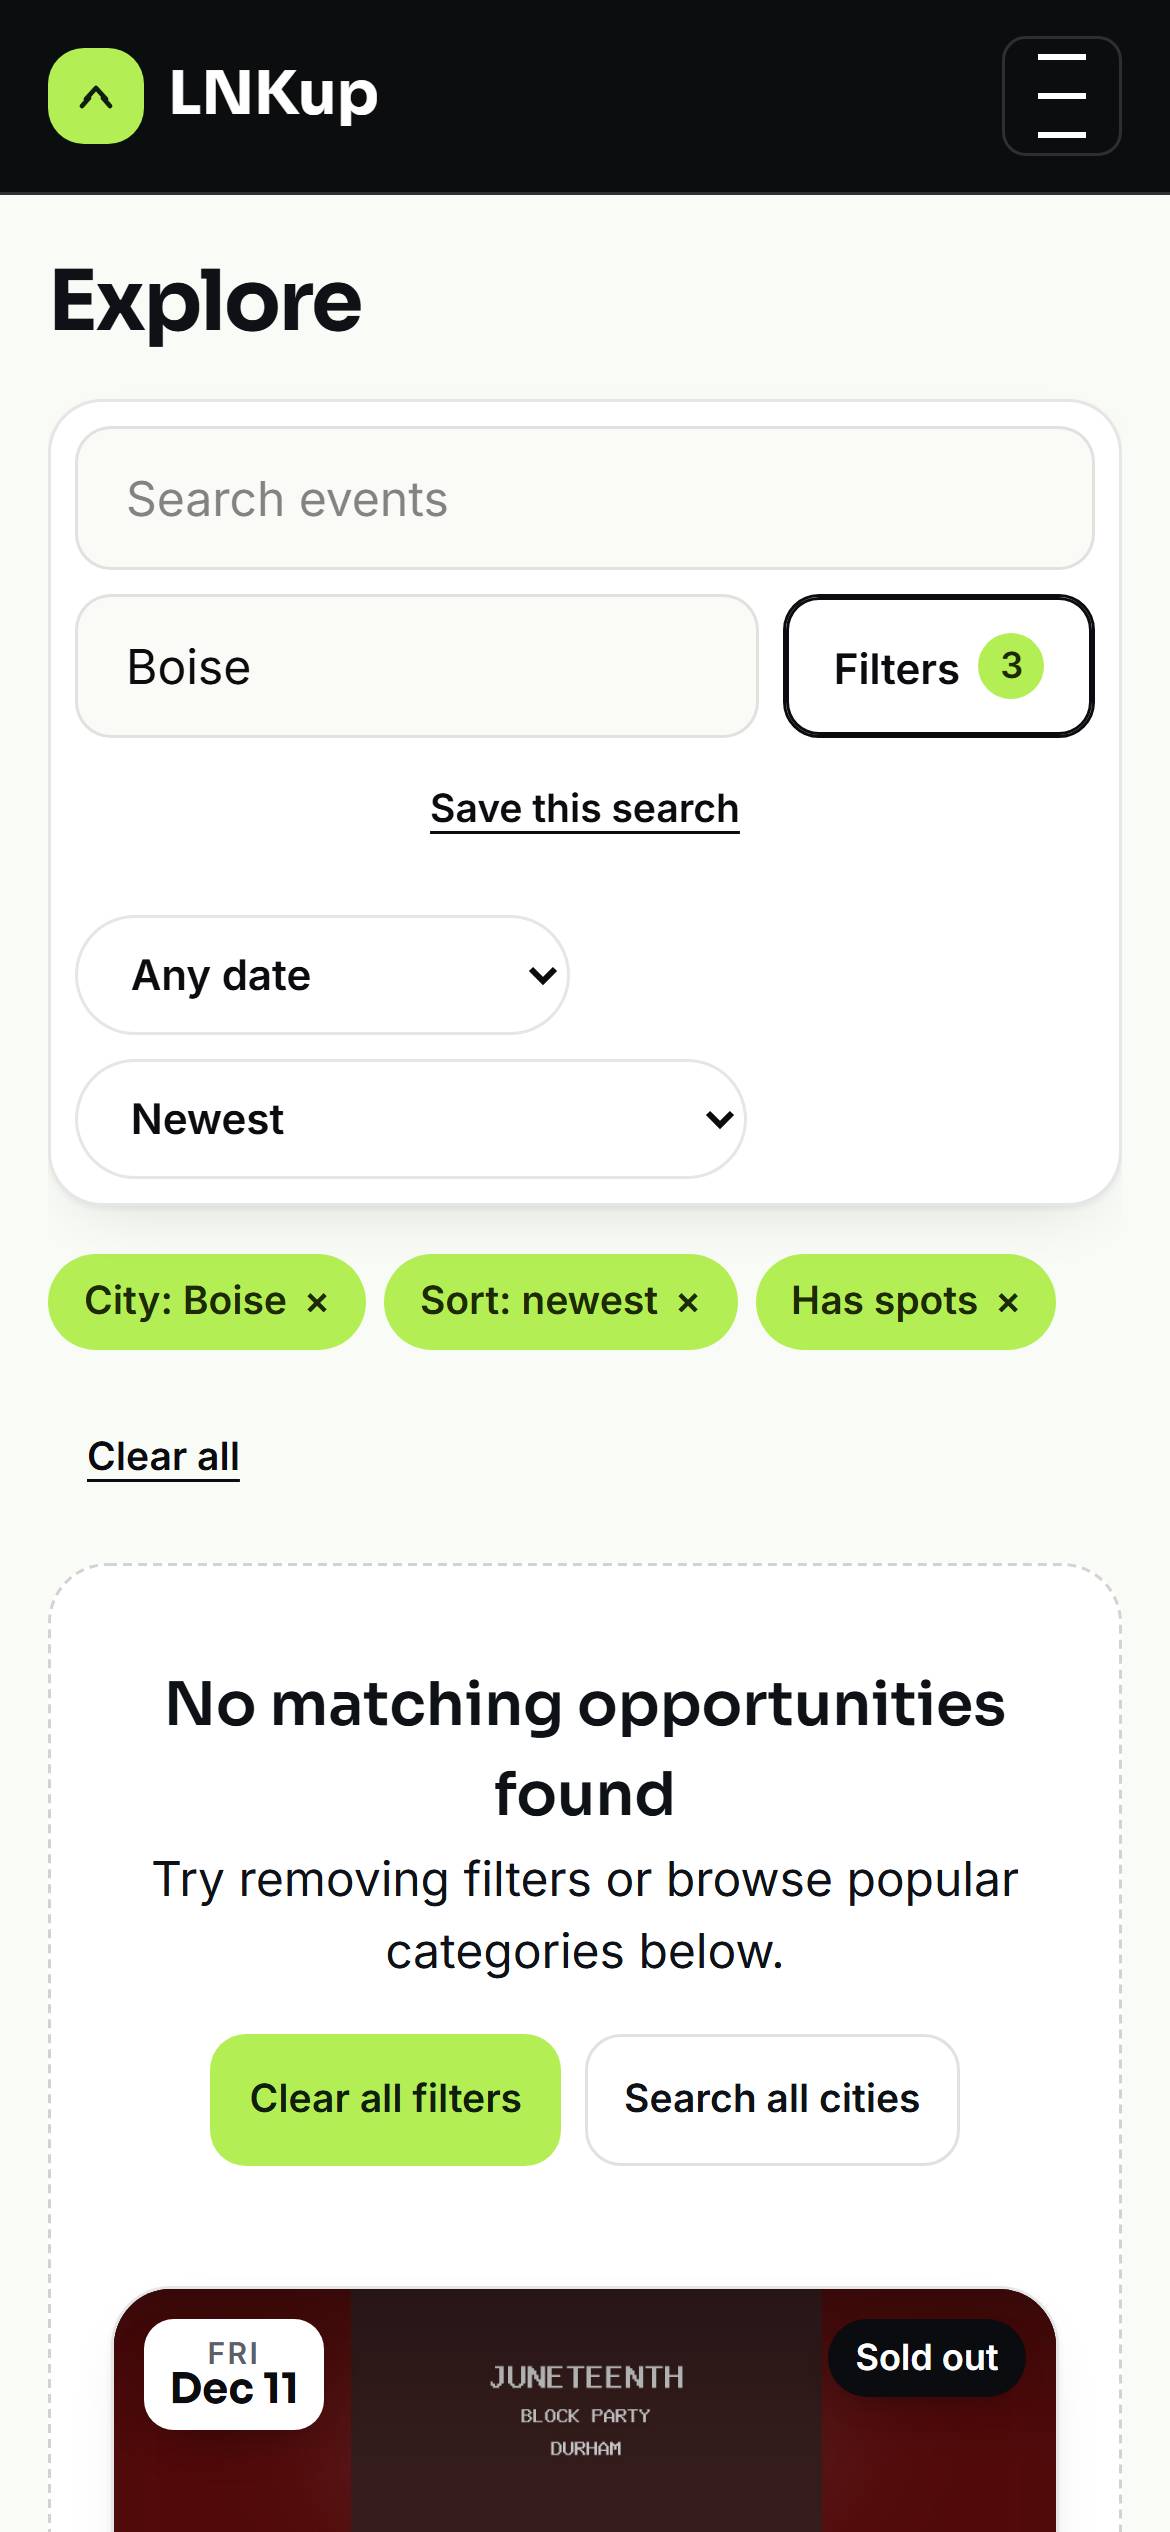 LNKup
Explore
Search events
Boise
Filters 3
Save this search
Any date
Newest
City: Boise ×
Sort: newest ×
Has spots ×
Clear all
No matching opportunities
found
Try removing filters or browse popular
categories below.
Clear all filters
Search all cities
FRI
Dec 11
JUNETEENTH
BLOCK PARTY
DURHAM
Sold out